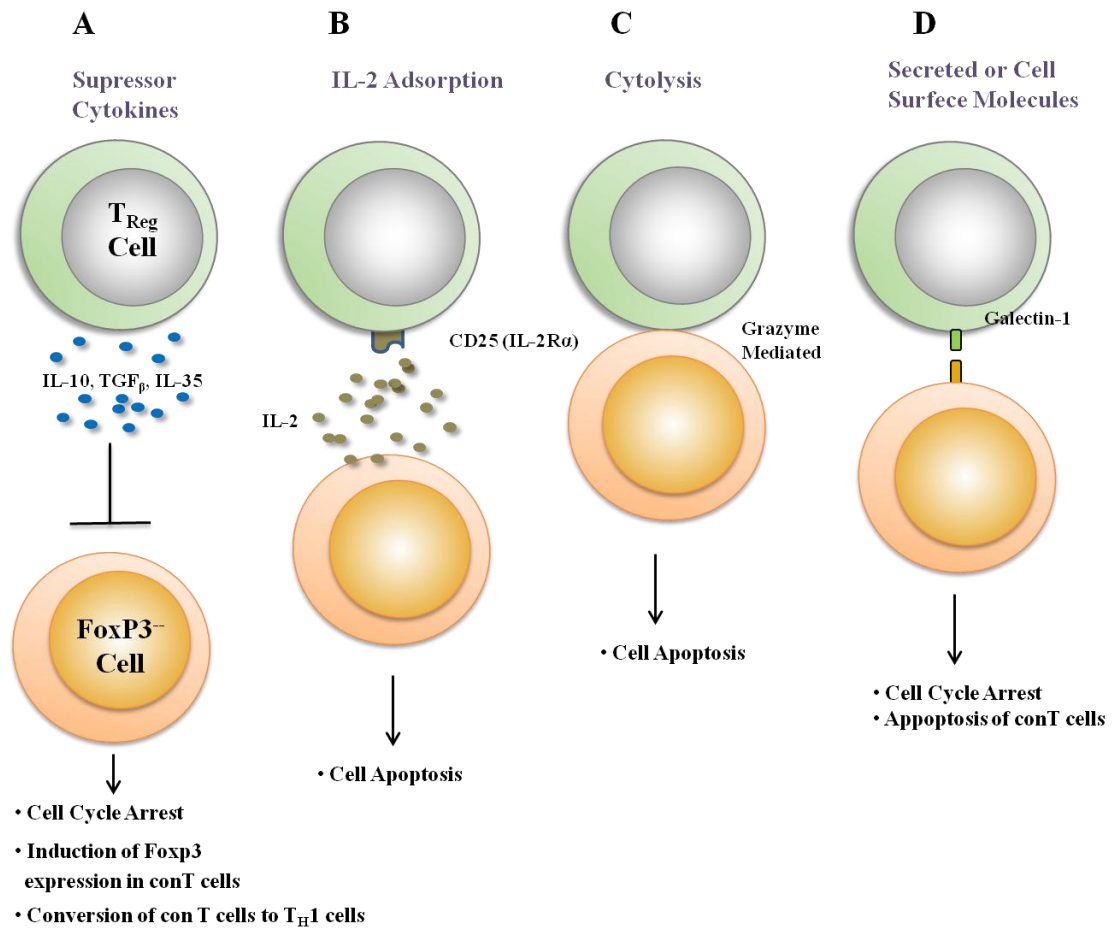 A
Supressor
Cytokines
T_Reg
Cell
IL-10, TGFβ, IL-35
FoxP3--
Cell
• Cell Cycle Arrest
• Induction of Foxp3
expression in conT cells
• Conversion of con T cells to T_H1 cells
B
IL-2 Adsorption
CD25 (IL-2Rα)
IL-2
• Cell Apoptosis
C
Cytolysis
Grazyme
Mediated
• Cell Apoptosis
D
Secreted or Cell
Surfece Molecules
Galectin-1
• Cell Cycle Arrest
• Appoptosis of conT cells